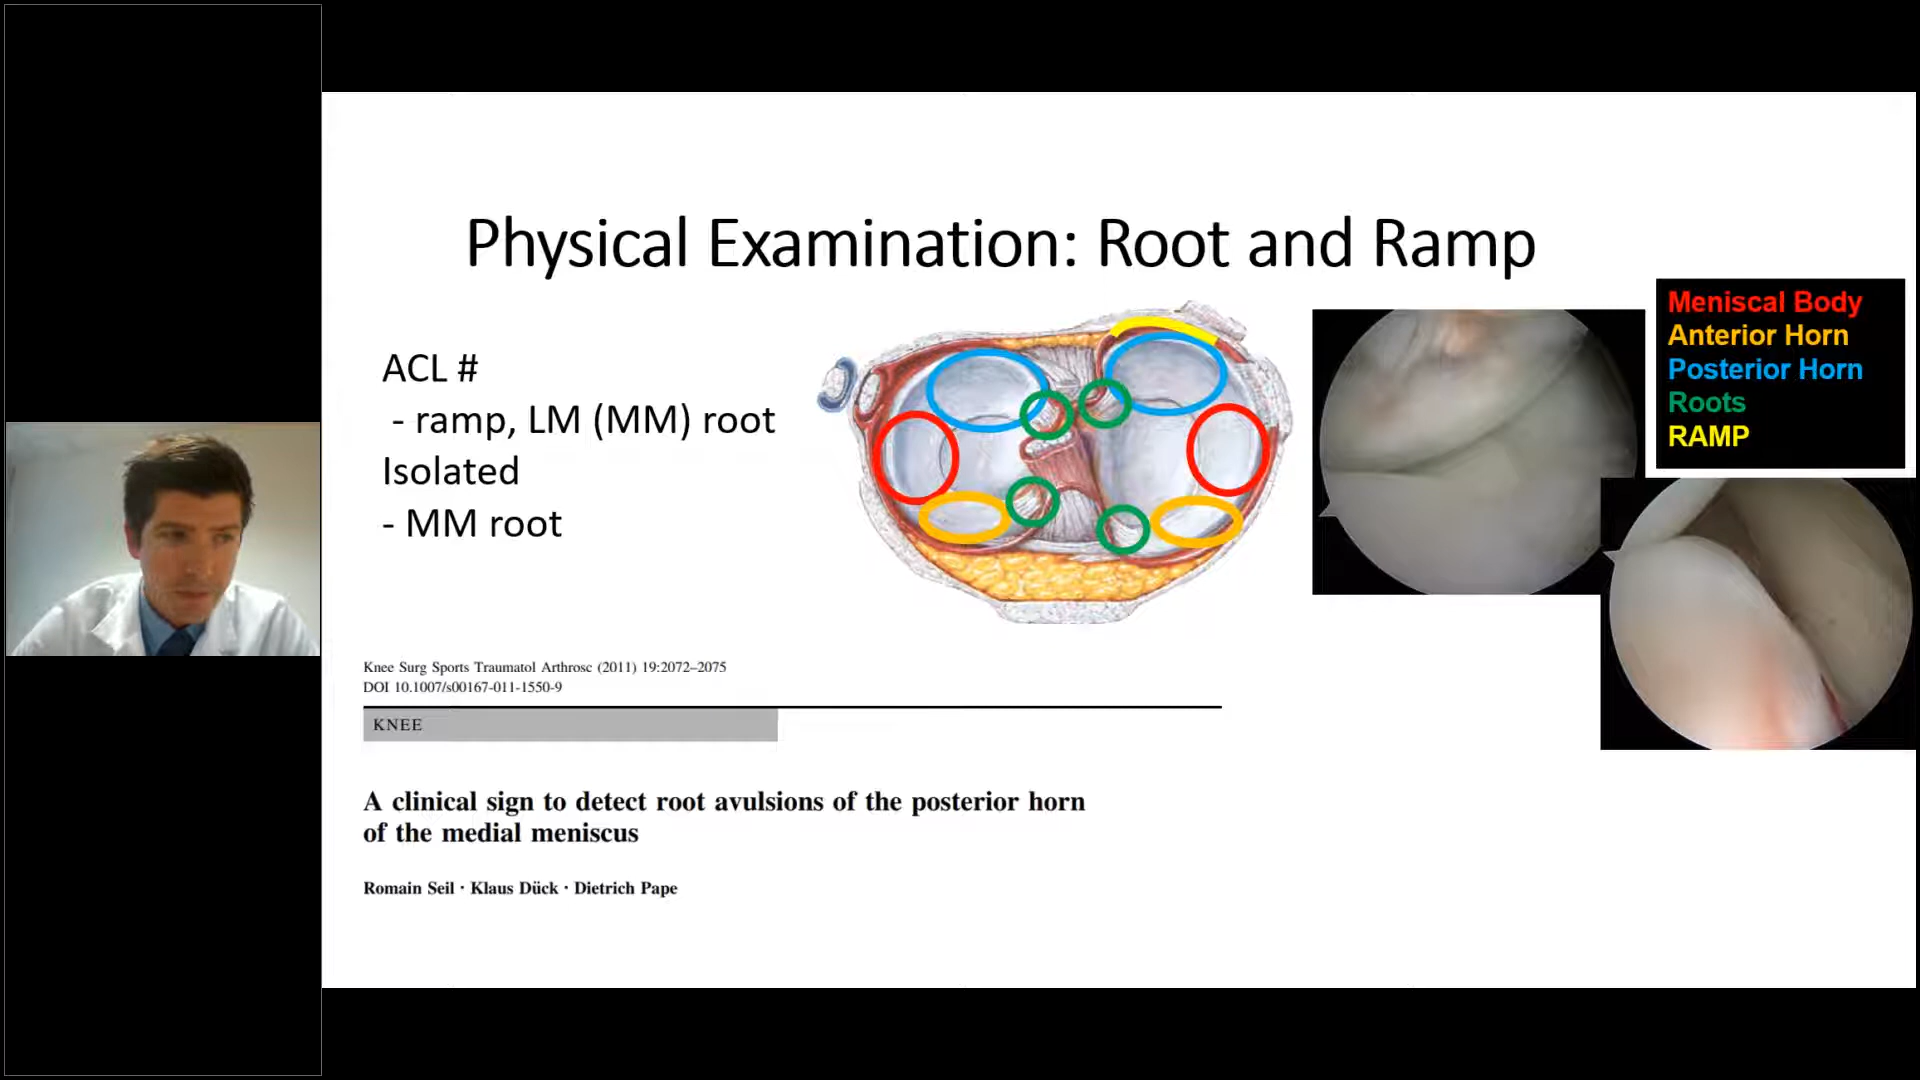 Physical Examination: Root and Ramp
ACL #
- ramp, LM (MM) root
Isolated
- MM root
Meniscal Body
Anterior Horn
Posterior Horn
Roots
RAMP
Knee Surg Sports Traumatol Arthrosc (2011) 19:2072–2075
DOI 10.1007/s00167-011-1550-9
KNEE
A clinical sign to detect root avulsions of the posterior horn
of the medial meniscus
Romain Seil · Klaus Dück · Dietrich Pape